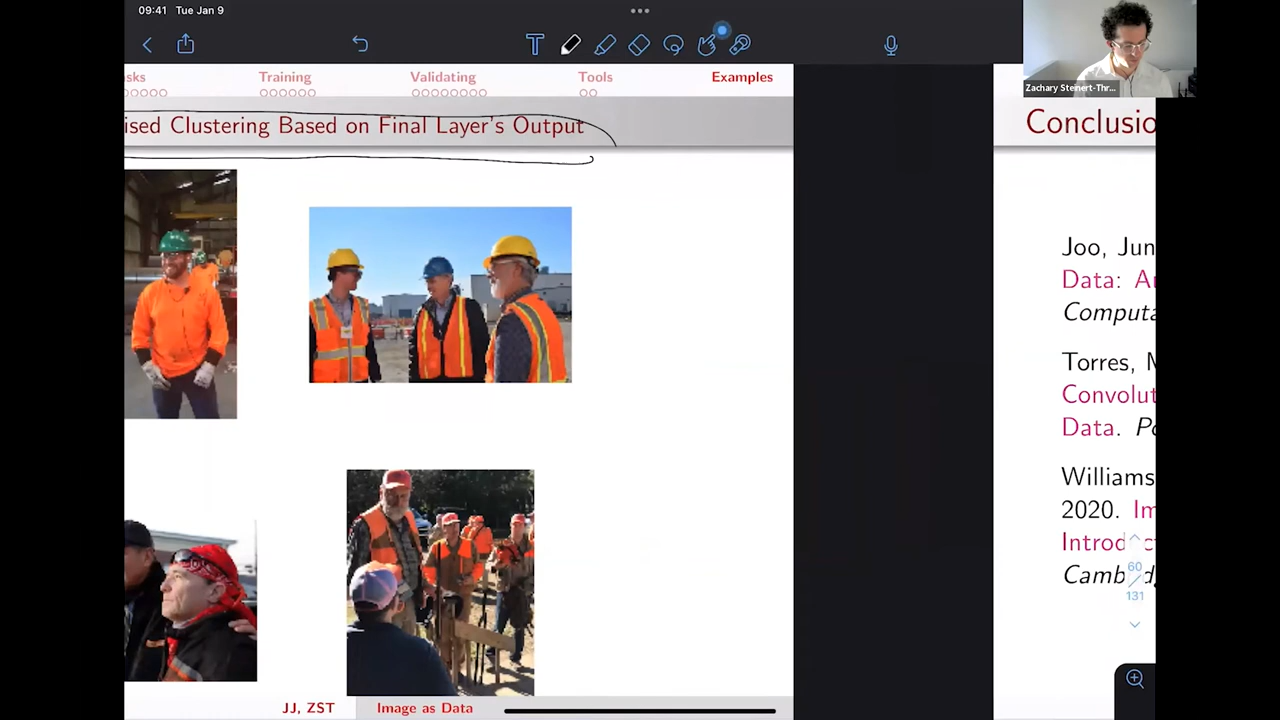 09:41 Tue Jan 9
Zachary Steinert-Thr...
Training
Validating
Tools
Examples
ised Clustering Based on Final Layer's Output
Conclusio
Joo, Jun
Data: A
Computa
Torres, M
Convolut
Data. Po
Williams
2020. Im
Introd
Camb
60
131
JJ, ZST
Image as Data